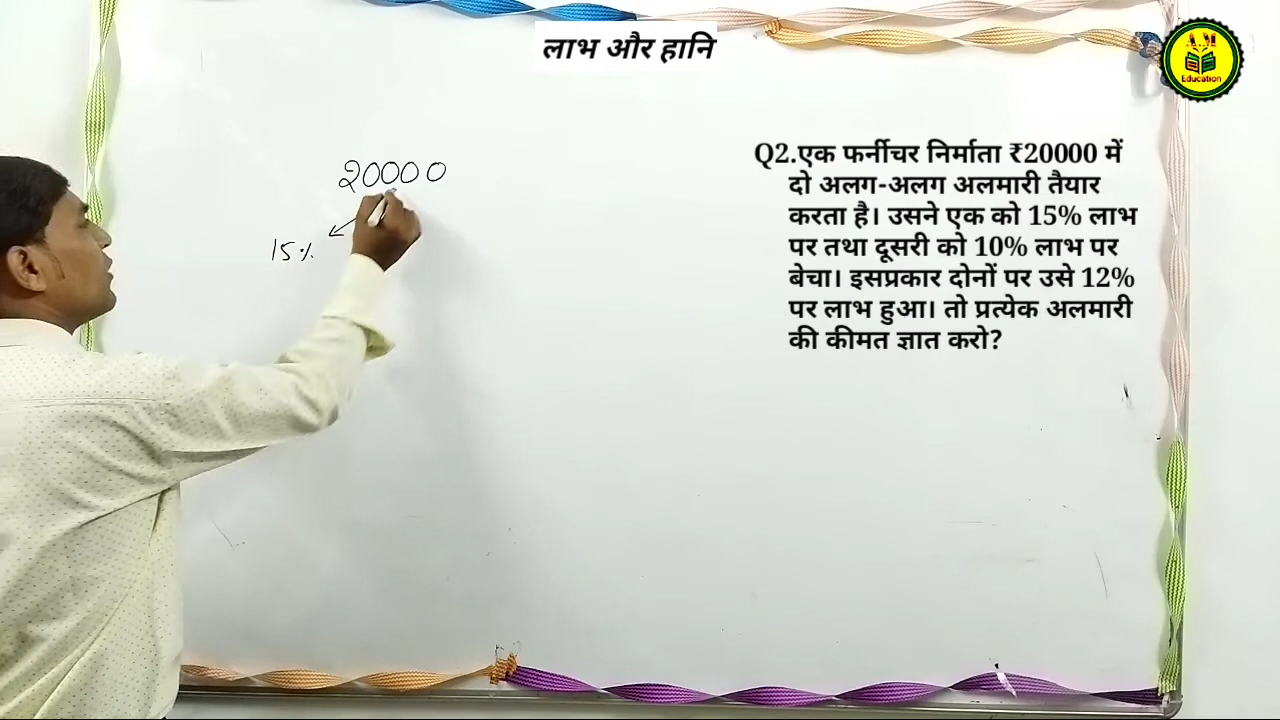 लाभ और हानि
A.M
Education
Q2.एक फर्नीचर निर्माता ₹20000 में
दो अलग-अलग अलमारी तैयार
करता है। उसने एक को 15% लाभ
पर तथा दूसरी को 10% लाभ पर
बेचा। इसप्रकार दोनों पर उसे 12%
पर लाभ हुआ। तो प्रत्येक अलमारी
की कीमत ज्ञात करो?
20000
15%